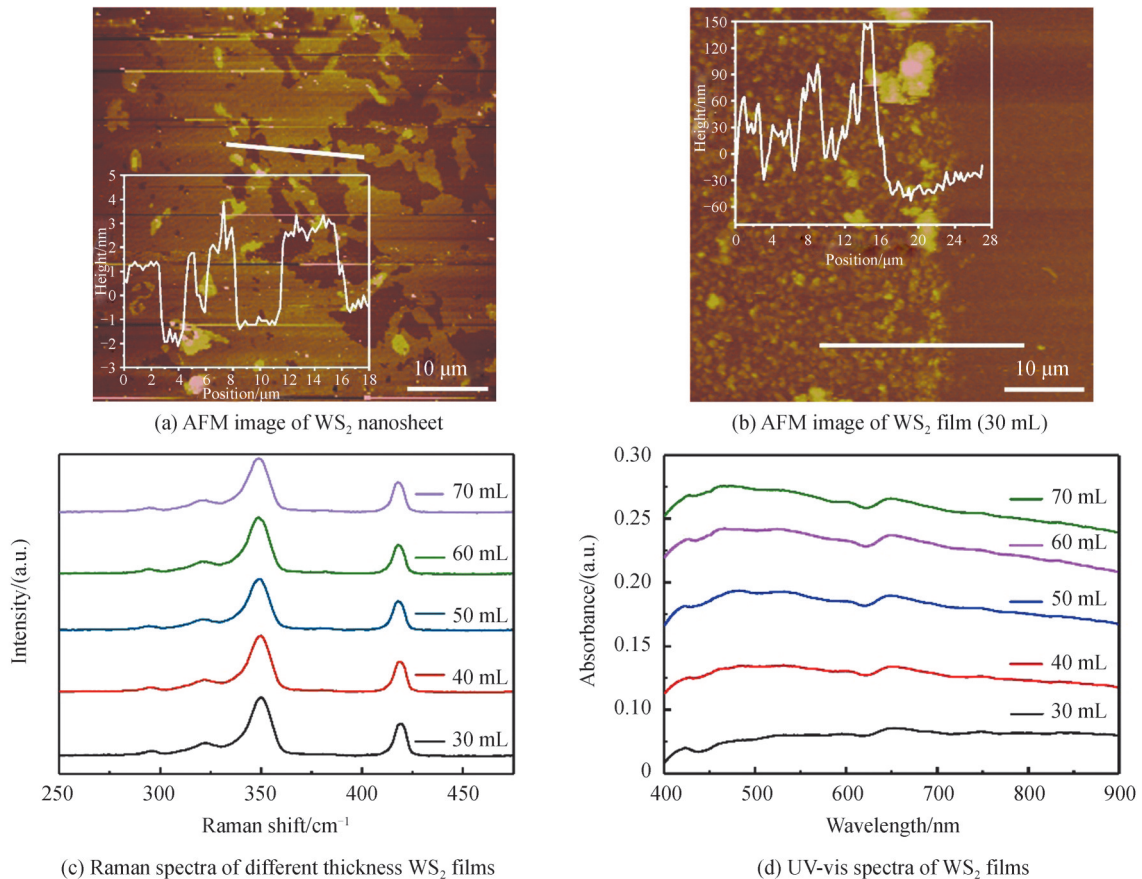 5
4
3
2
1
0
−1
−2
−3
Height/nm
0 2 4 6 8 10 12 14 16 18
Position/μm
10 μm
(a) AFM image of WS₂ nanosheet
150
120
90
60
30
0
−30
−60
Height/nm
0 4 8 12 16 20 24 28
Position/μm
10 μm
(b) AFM image of WS₂ film (30 mL)
70 mL
60 mL
50 mL
40 mL
30 mL
Intensity/(a.u.)
250 300 350 400 450
Raman shift/cm⁻¹
(c) Raman spectra of different thickness WS₂ films
0.30
0.25
0.20
0.15
0.10
0
Absorbance/(a.u.)
70 mL
60 mL
50 mL
40 mL
30 mL
400 450 500 600 700 800 900
Wavelength/nm
(d) UV-vis spectra of WS₂ films